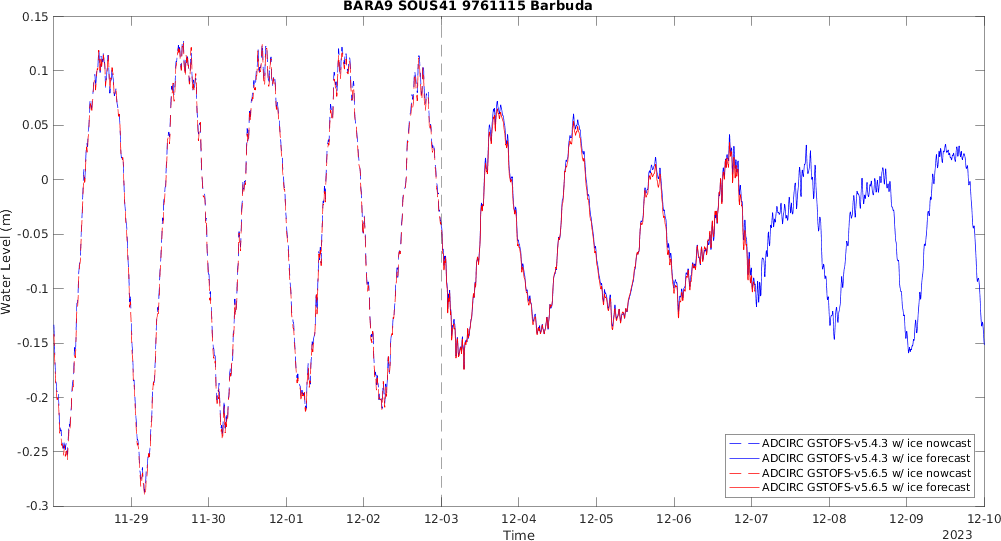 BARA9 SOUS41 9761115 Barbuda
0.15
0.1
0.05
0
-0.05
-0.1
-0.15
-0.2
-0.25
-0.3
Water Level (m)
ADCIRC GSTOFS-v5.4.3 w/ ice nowcast
ADCIRC GSTOFS-v5.4.3 w/ ice forecast
ADCIRC GSTOFS-v5.6.5 w/ ice nowcast
ADCIRC GSTOFS-v5.6.5 w/ ice forecast
11-29 11-30 12-01 12-02 12-03 12-04 12-05 12-06 12-07 12-08 12-09 12-10
Time
2023